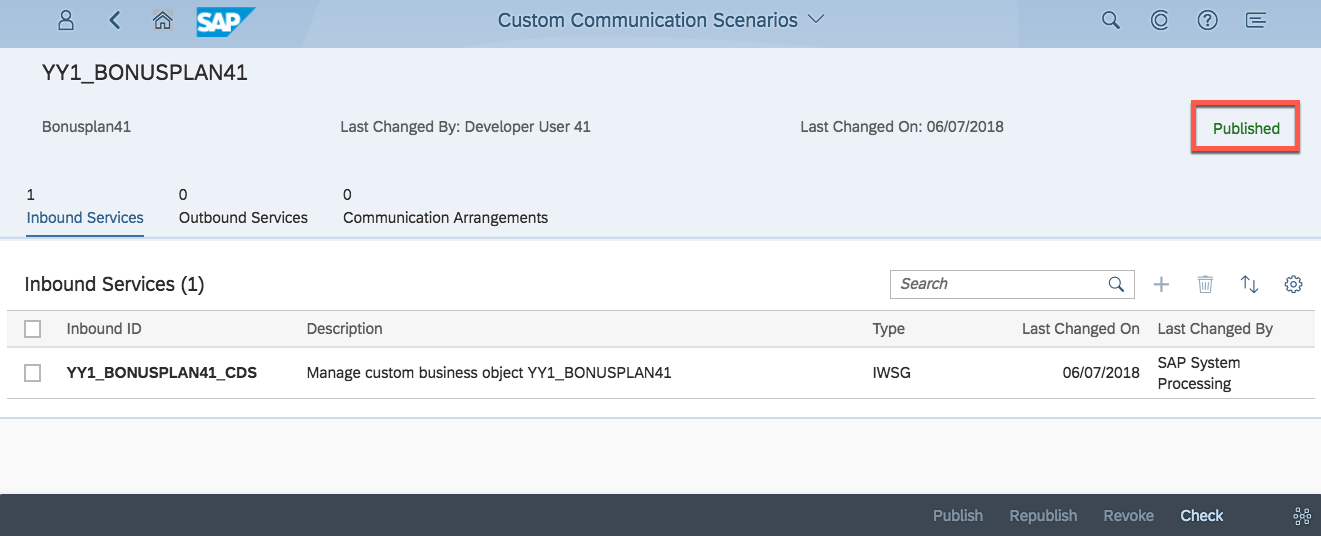 SAP
Custom Communication Scenarios
YY1_BONUSPLAN41
Bonusplan41
Last Changed By: Developer User 41
Last Changed On: 06/07/2018
Published
1
Inbound Services
0
Outbound Services
0
Communication Arrangements
Inbound Services (1)
Search
Inbound ID
Description
Type
Last Changed On
Last Changed By
YY1_BONUSPLAN41_CDS
Manage custom business object YY1_BONUSPLAN41
IWSG
06/07/2018
SAP System
Processing
Publish
Republish
Revoke
Check